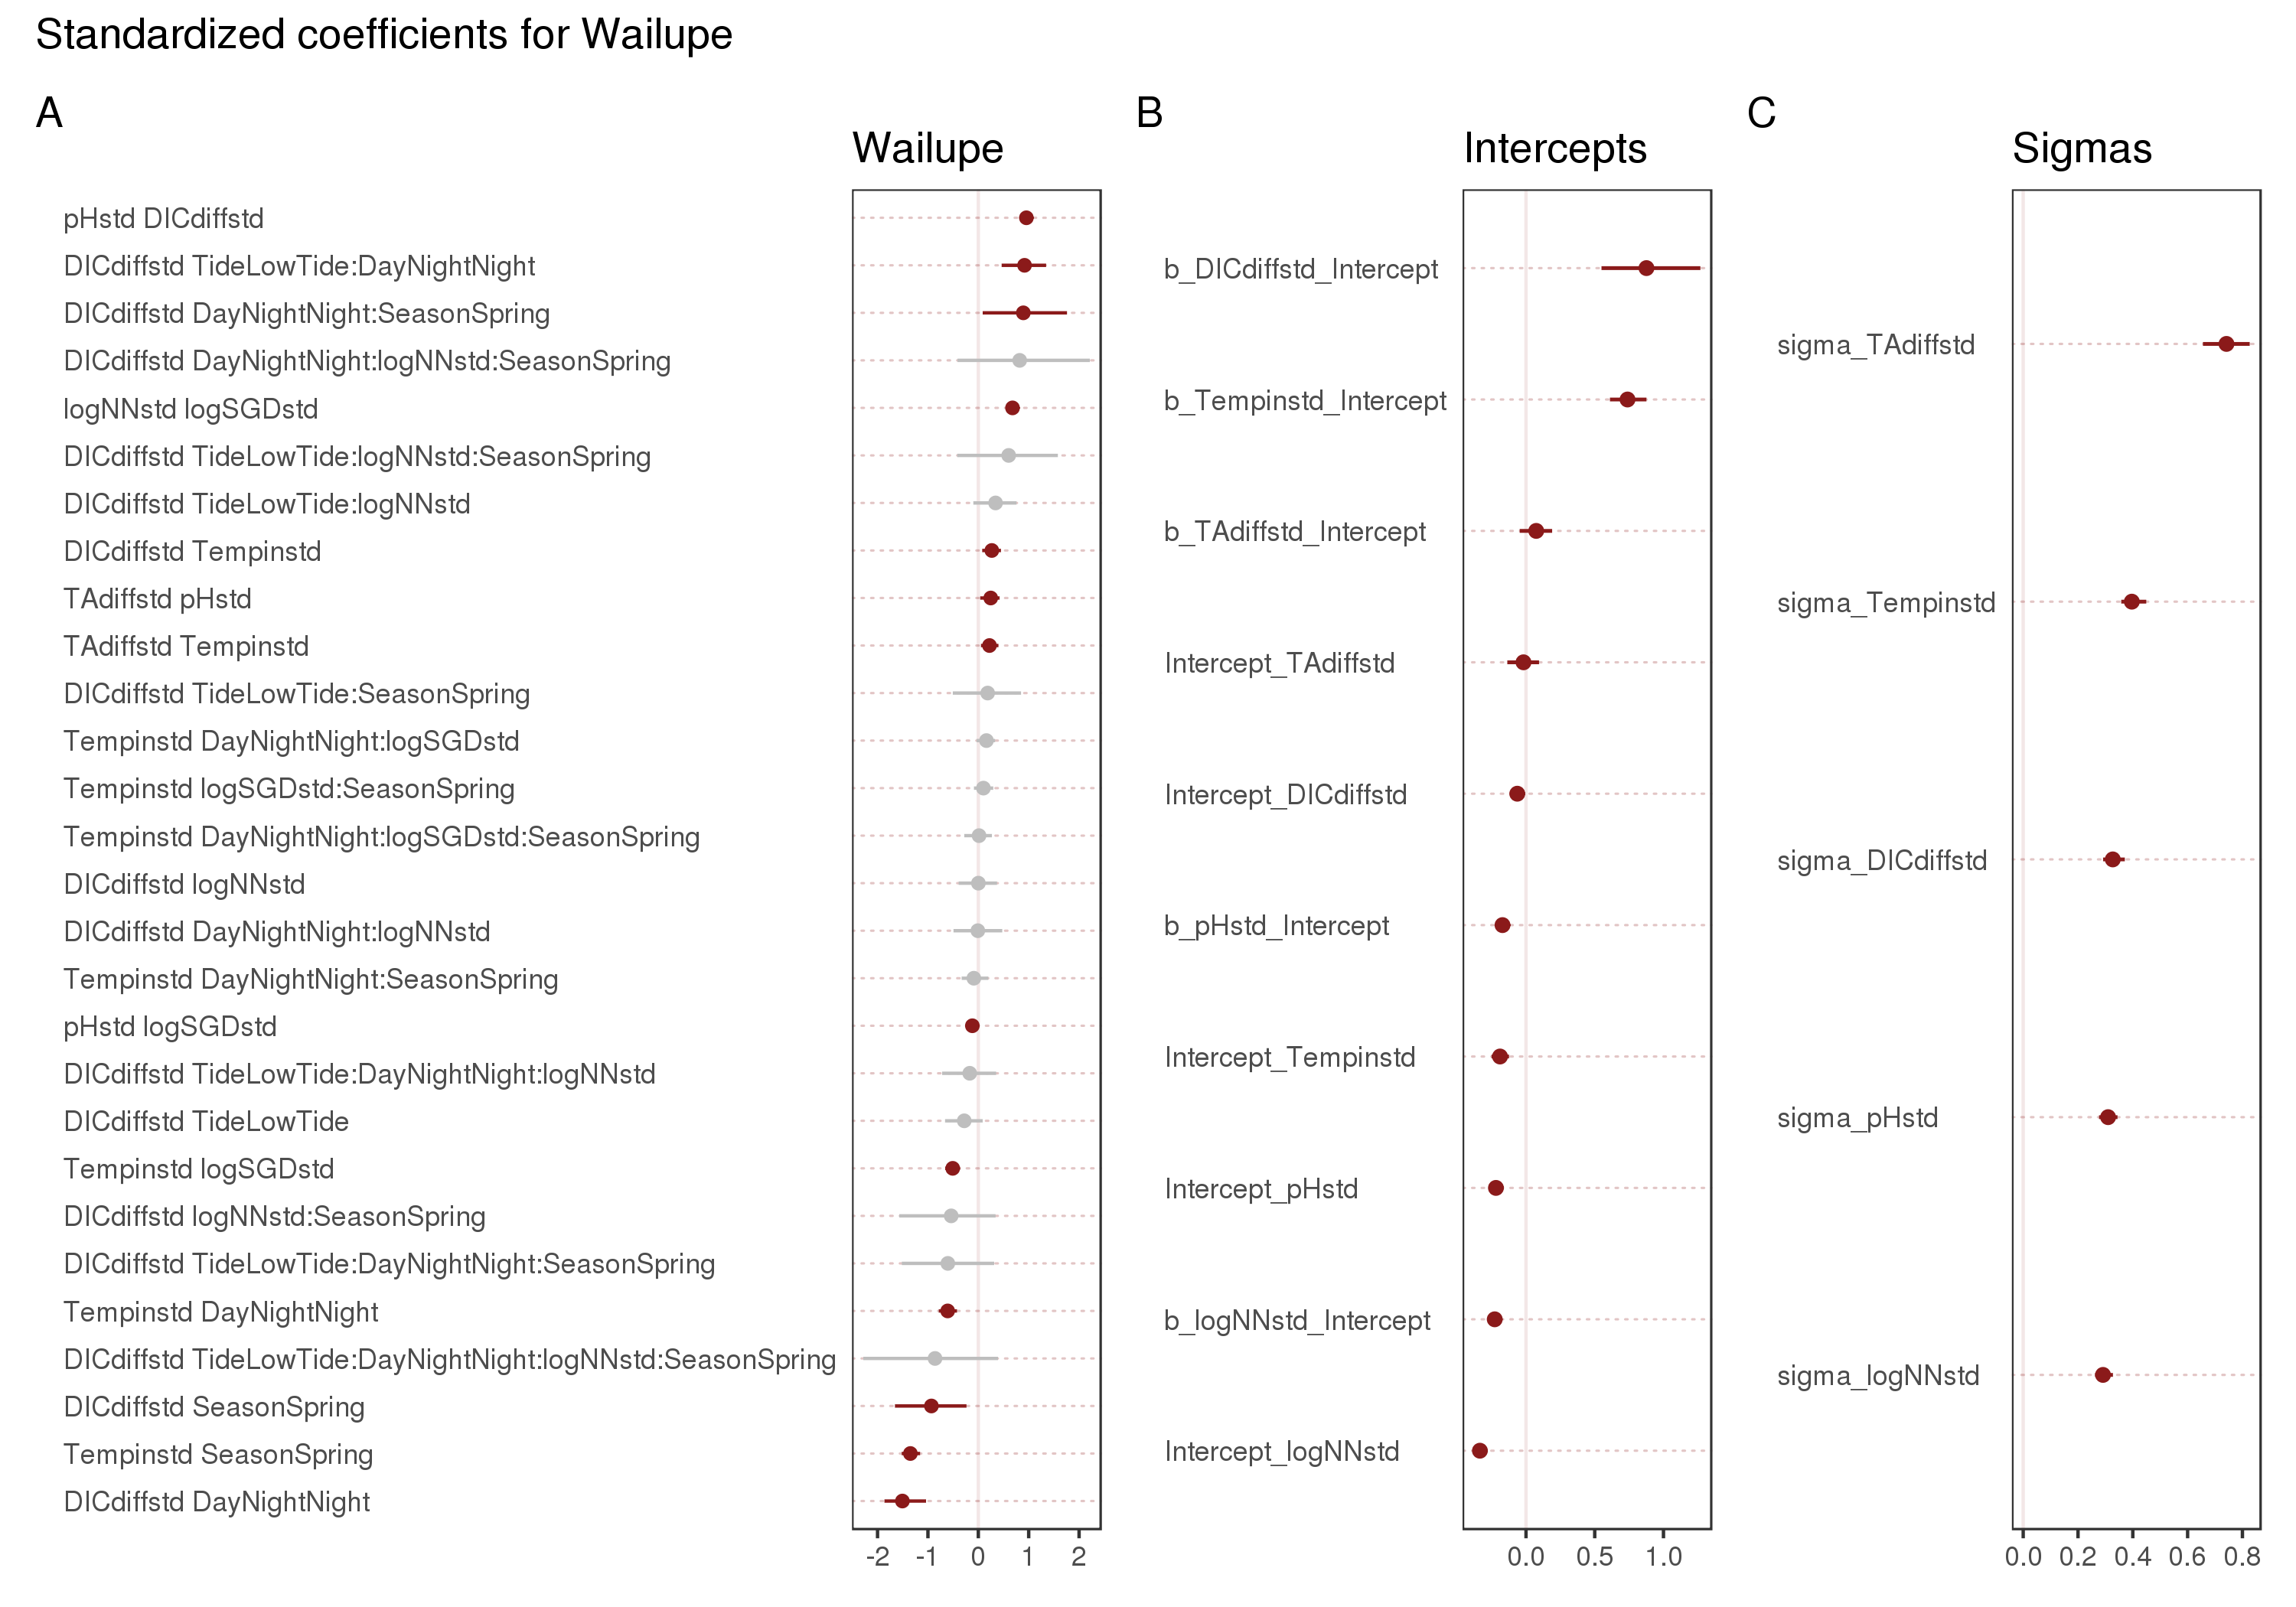 Standardized coefficients for Wailupe
A
Wailupe
pHstd DICdiffstd
DICdiffstd TideLowTide:DayNightNight
DICdiffstd DayNightNight:SeasonSpring
DICdiffstd DayNightNight:logNNstd:SeasonSpring
logNNstd logSGDstd
DICdiffstd TideLowTide:logNNstd:SeasonSpring
DICdiffstd TideLowTide:logNNstd
DICdiffstd Tempinstd
TAdiffstd pHstd
TAdiffstd Tempinstd
DICdiffstd TideLowTide:SeasonSpring
Tempinstd DayNightNight:logSGDstd
Tempinstd logSGDstd:SeasonSpring
Tempinstd DayNightNight:logSGDstd:SeasonSpring
DICdiffstd logNNstd
DICdiffstd DayNightNight:logNNstd
Tempinstd DayNightNight:SeasonSpring
pHstd logSGDstd
DICdiffstd TideLowTide:DayNightNight:logNNstd
DICdiffstd TideLowTide
Tempinstd logSGDstd
DICdiffstd logNNstd:SeasonSpring
DICdiffstd TideLowTide:DayNightNight:SeasonSpring
Tempinstd DayNightNight
DICdiffstd TideLowTide:DayNightNight:logNNstd:SeasonSpring
DICdiffstd SeasonSpring
Tempinstd SeasonSpring
DICdiffstd DayNightNight
-2 -1 0 1 2
B
Intercepts
b_DICdiffstd_Intercept
b_Tempinstd_Intercept
b_TAdiffstd_Intercept
Intercept_TAdiffstd
Intercept_DICdiffstd
b_pHstd_Intercept
Intercept_Tempinstd
Intercept_pHstd
b_logNNstd_Intercept
Intercept_logNNstd
0.0 0.5 1.0
C
Sigmas
sigma_TAdiffstd
sigma_Tempinstd
sigma_DICdiffstd
sigma_pHstd
sigma_logNNstd
0.0 0.2 0.4 0.6 0.8